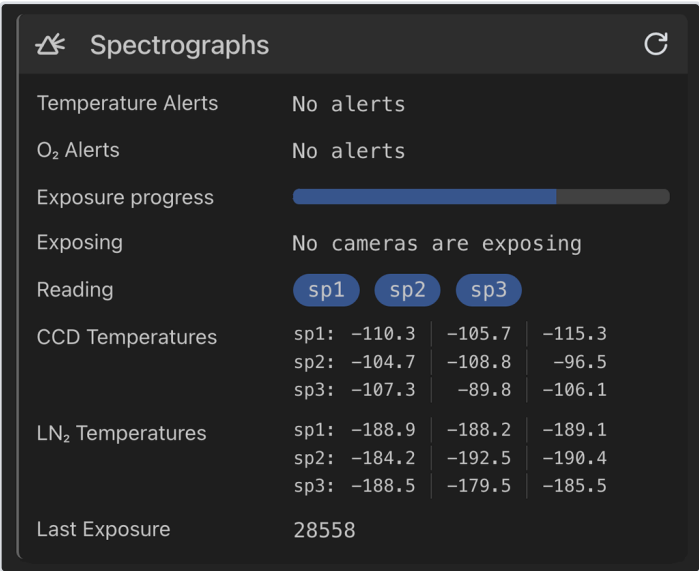 Spectrographs
Temperature Alerts No alerts
O₂ Alerts No alerts
Exposure progress
Exposing No cameras are exposing
Reading sp1 sp2 sp3
CCD Temperatures sp1: −110.3 −105.7 −115.3
sp2: −104.7 −108.8 −96.5
sp3: −107.3 −89.8 −106.1
LN₂ Temperatures sp1: −188.9 −188.2 −189.1
sp2: −184.2 −192.5 −190.4
sp3: −188.5 −179.5 −185.5
Last Exposure 28558